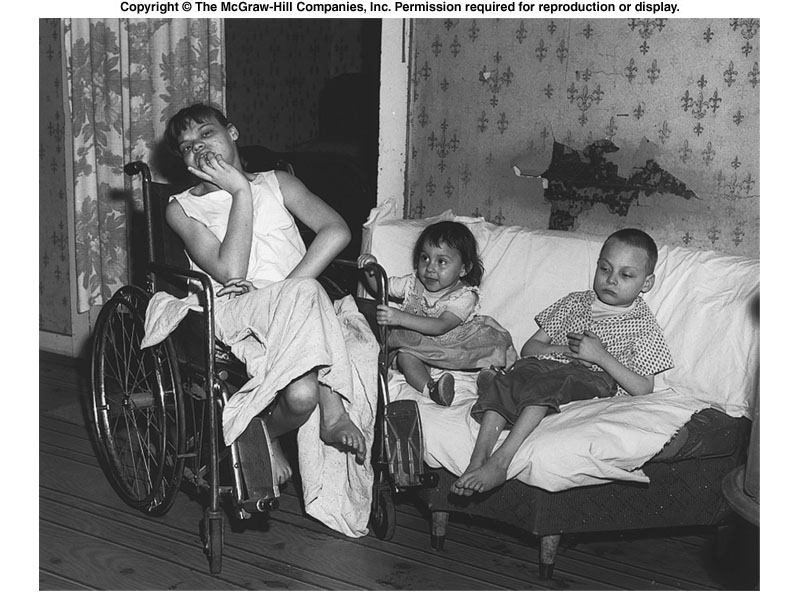 Copyright © The McGraw-Hill Companies, Inc. Permission required for reproduction or display.